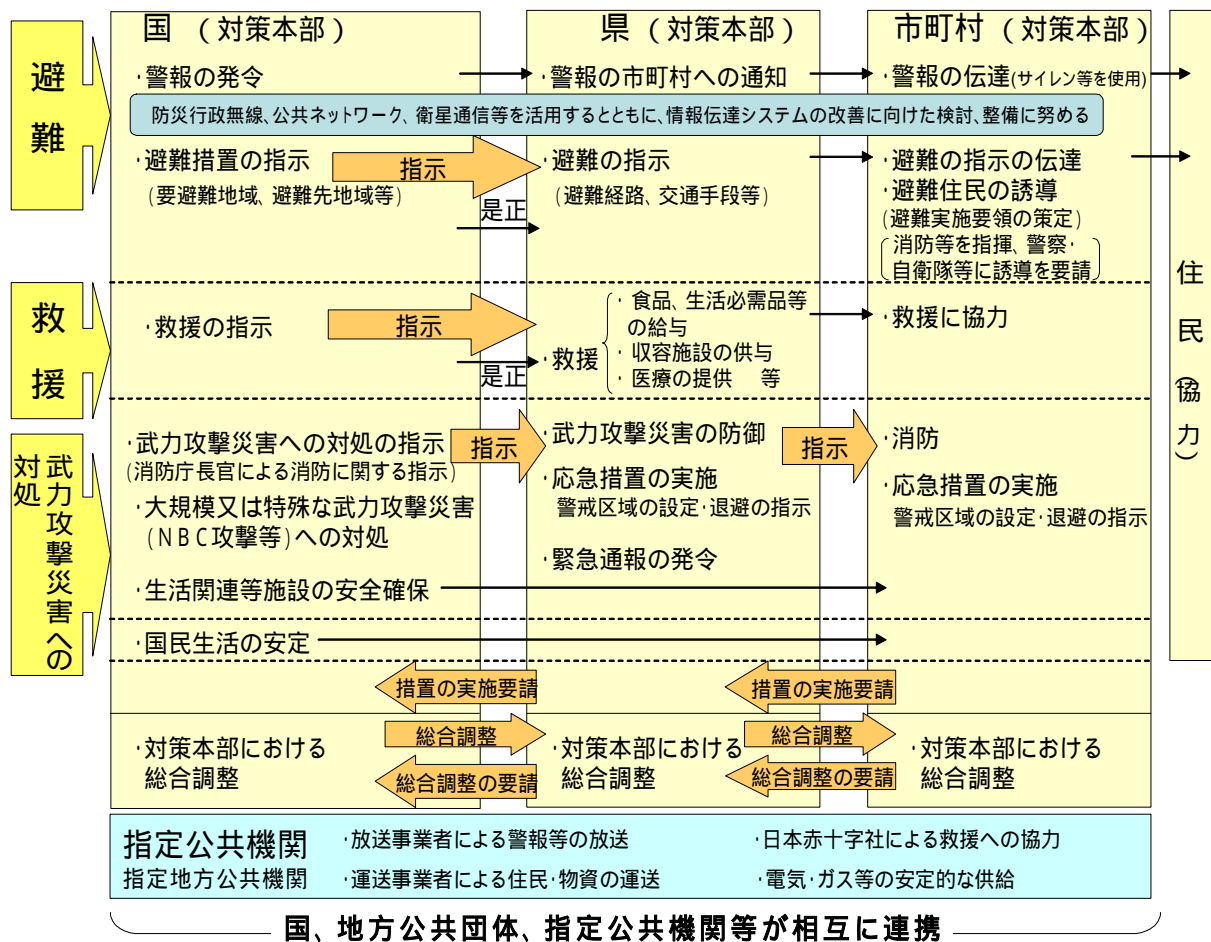 避難
国（対策本部）
県（対策本部）
市町村（対策本部）
･警報の発令
･警報の市町村への通知
･警報の伝達(サイレン等を使用)
防災行政無線、公共ネットワーク、衛星通信等を活用するとともに、情報伝達システムの改善に向けた検討、整備に努める
･避難措置の指示
(要避難地域、避難先地域等)
指示
是正
･避難の指示
(避難経路、交通手段等)
･避難の指示の伝達
･避難住民の誘導
(避難実施要領の策定)
消防等を指揮、警察・
自衛隊等に誘導を要請
救援
･救援の指示
指示
是正
救援
･ 食品、生活必需品等
の給与
･ 収容施設の供与
･ 医療の提供　等
･救援に協力
武力攻撃災害への
対処
･武力攻撃災害への対処の指示
(消防庁長官による消防に関する指示)
･大規模又は特殊な武力攻撃災害
(NBC攻撃等)への対処
･生活関連等施設の安全確保
指示
･武力攻撃災害の防御
･応急措置の実施
警戒区域の設定･退避の指示
･緊急通報の発令
指示
･消防
･応急措置の実施
警戒区域の設定･退避の指示
･国民生活の安定
措置の実施要請
措置の実施要請
･対策本部における
総合調整
総合調整
総合調整の要請
･対策本部における
総合調整
総合調整
総合調整の要請
･対策本部における
総合調整
住民（協力）
指定公共機関
指定地方公共機関
･放送事業者による警報等の放送
･日本赤十字社による救援への協力
･運送事業者による住民･物資の運送
･電気･ガス等の安定的な供給
国、地方公共団体、指定公共機関等が相互に連携